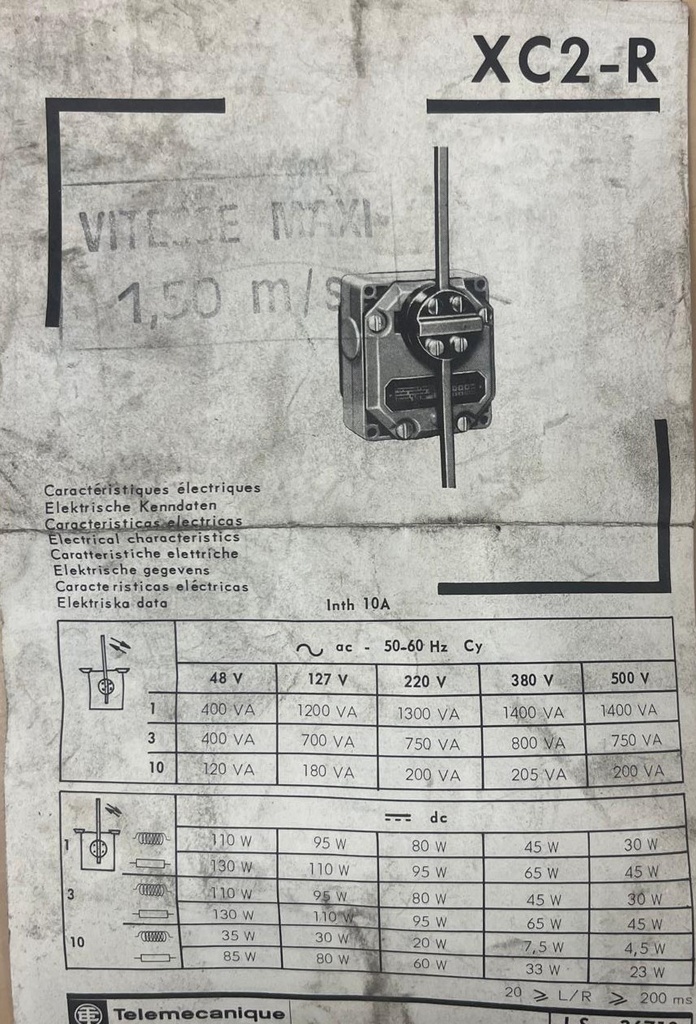 XC2-R
VITESSE MAXI
1,50 m/s
Caractéristiques électriques
Elektrische Kenndaten
Caracteristicas electricas
Electrical characteristics
Caratteristiche elettriche
Elektrische gegevens
Caracteristicas eléctricas
Elektriska data
Inth 10A
ac - 50-60 Hz Cy
48 V 127 V 220 V 380 V 500 V
1 400 VA 1200 VA 1300 VA 1400 VA 1400 VA
3 400 VA 700 VA 750 VA 800 VA 750 VA
10 120 VA 180 VA 200 VA 205 VA 200 VA
dc
1 110 W 95 W 80 W 45 W 30 W
130 W 110 W 95 W 65 W 45 W
3 110 W 95 W 80 W 45 W 30 W
130 W 110 W 95 W 65 W 45 W
10 35 W 30 W 20 W 7,5 W 4,5 W
85 W 80 W 60 W 33 W 23 W
20 ⩾ L/R ⩾ 200 ms
Telemecanique